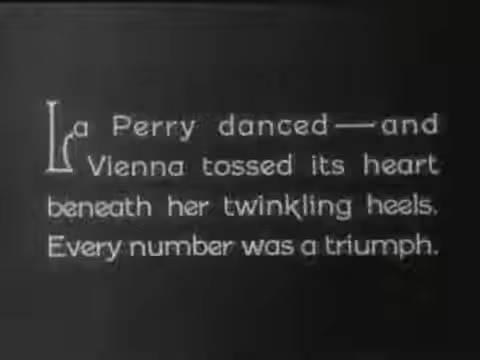 La Perry danced—and
Vienna tossed its heart
beneath her twinkling heels.
Every number was a triumph.